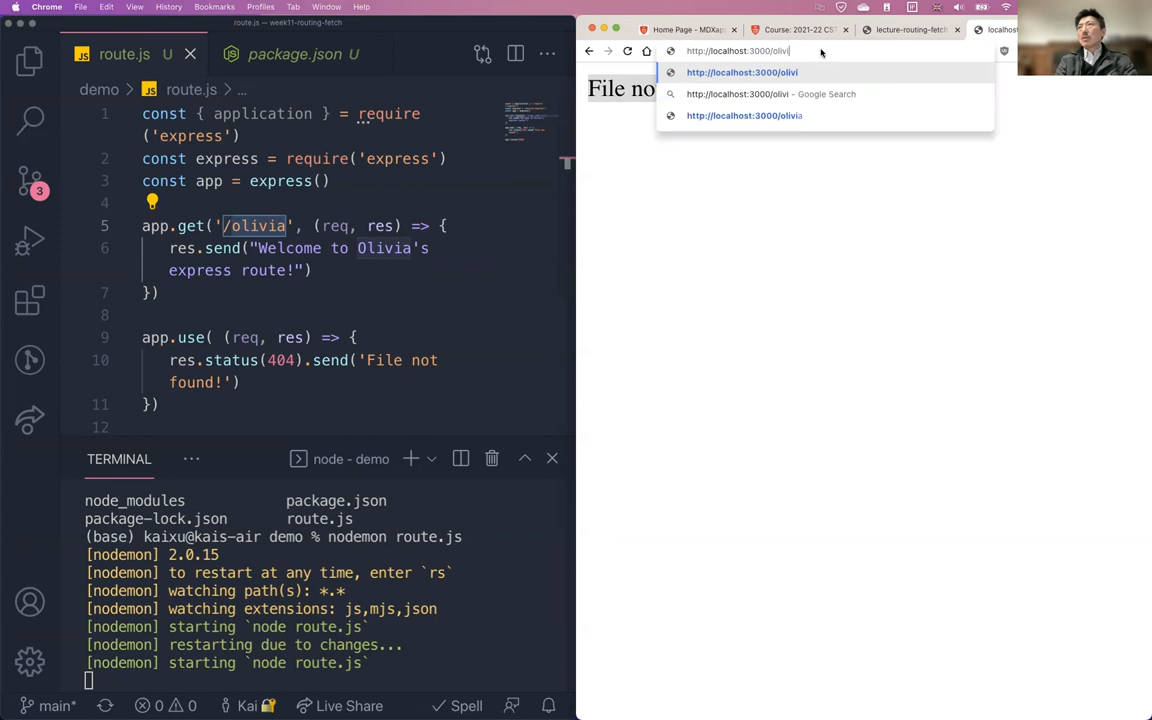 Chrome File Edit View History Bookmarks Profiles Tab Window Help
route.js — week11-routing-fetch
JS route.js U package.json U
demo > JS route.js > ...
1 const { application } = require
('express')
2 const express = require('express')
3 const app = express()
4
5 app.get('/olivia', (req, res) => {
6 res.send("Welcome to Olivia's
express route!")
7 })
8
9 app.use( (req, res) => {
10 res.status(404).send('File not
found!')
11 })
12
3
TERMINAL ... node - demo
node_modules package.json
package-lock.json route.js
(base) kaixu@kais-air demo % nodemon route.js
[nodemon] 2.0.15
[nodemon] to restart at any time, enter `rs`
[nodemon] watching path(s): *.*
[nodemon] watching extensions: js,mjs,json
[nodemon] starting `node route.js`
[nodemon] restarting due to changes...
[nodemon] starting `node route.js`
main* 0 0 Kai Live Share Spell
Home Page - MDXap Course: 2021-22 CST lecture-routing-fetch localhos
http://localhost:3000/olivi
http://localhost:3000/olivi
http://localhost:3000/olivi - Google Search
http://localhost:3000/olivia
File no